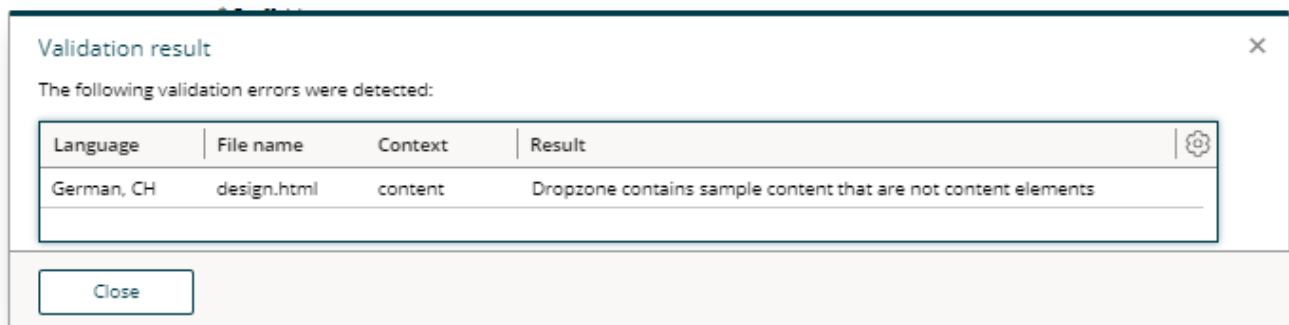 Validation result
The following validation errors were detected:
Language File name Context Result
German, CH design.html content Dropzone contains sample content that are not content elements
Close